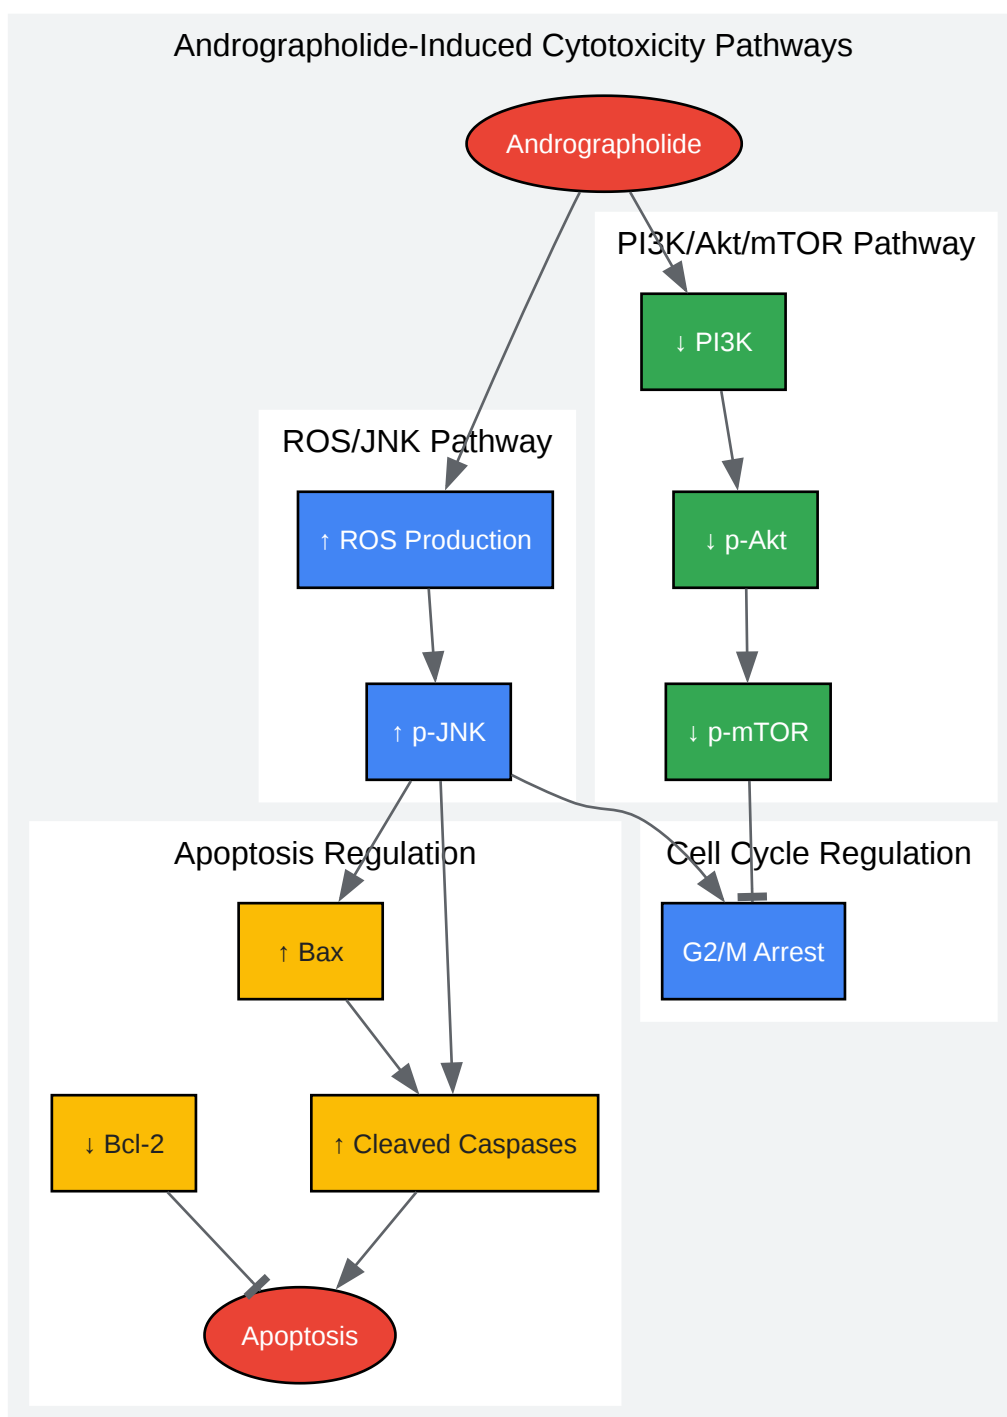 Andrographolide-Induced Cytotoxicity Pathways
Andrographolide
PI3K/Akt/mTOR Pathway
↓ PI3K
ROS/JNK Pathway
↑ ROS Production
↓ p-Akt
↑ p-JNK
↓ p-mTOR
Apoptosis Regulation
Cell Cycle Regulation
↑ Bax
G2/M Arrest
↓ Bcl-2
↑ Cleaved Caspases
Apoptosis